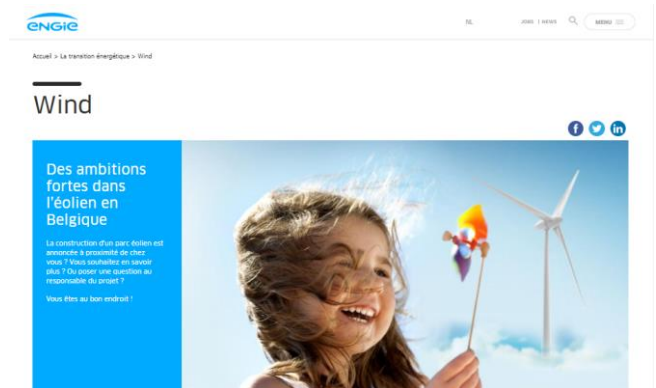 ENGIE
NL
JOBS | NEWS
MENU
Accueil > La transition énergétique > Wind
Wind
Des ambitions
fortes dans
l'éolien en
Belgique
La construction d'un parc éolien est
annoncée à proximité de chez
vous ? Vous souhaitez en savoir
plus ? Ou poser une question au
responsable du projet ?
Vous êtes au bon endroit !